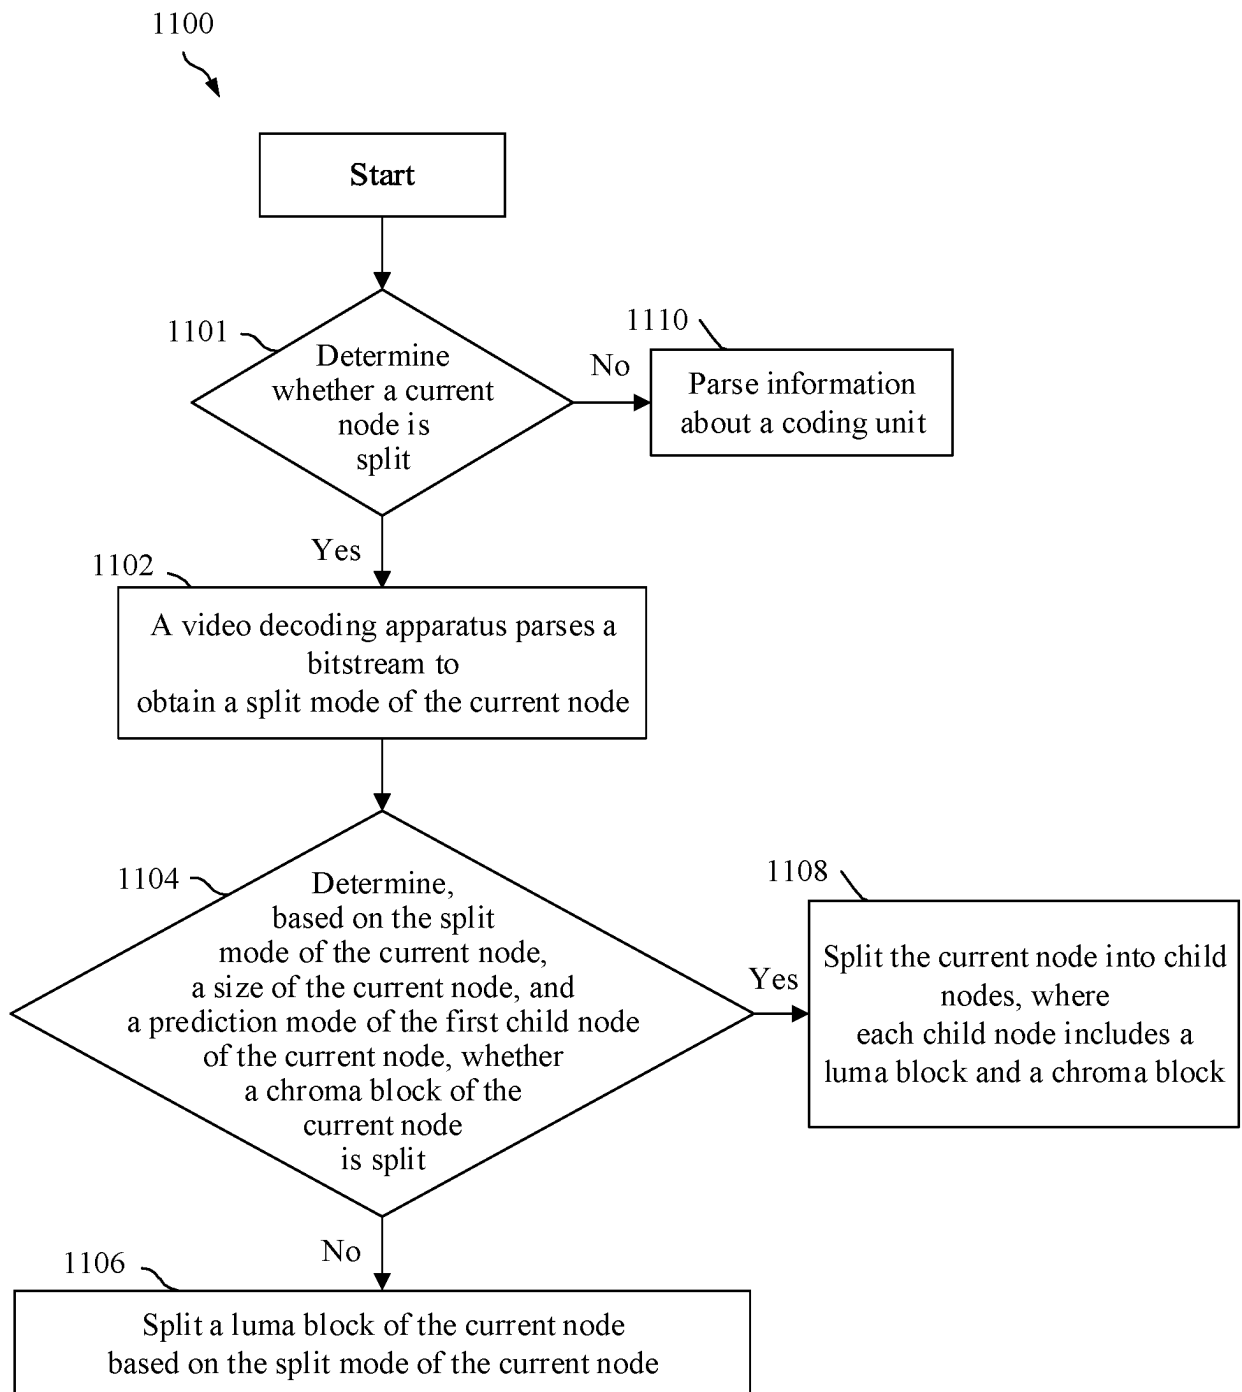 1100
Start
1101
Determine
whether a current
node is
split
No
1110
Parse information
about a coding unit
Yes
1102
A video decoding apparatus parses a
bitstream to
obtain a split mode of the current node
1104
Determine,
based on the split
mode of the current node,
a size of the current node, and
a prediction mode of the first child node
of the current node, whether
a chroma block of the
current node
is split
Yes
1108
Split the current node into child
nodes, where
each child node includes a
luma block and a chroma block
No
1106
Split a luma block of the current node
based on the split mode of the current node